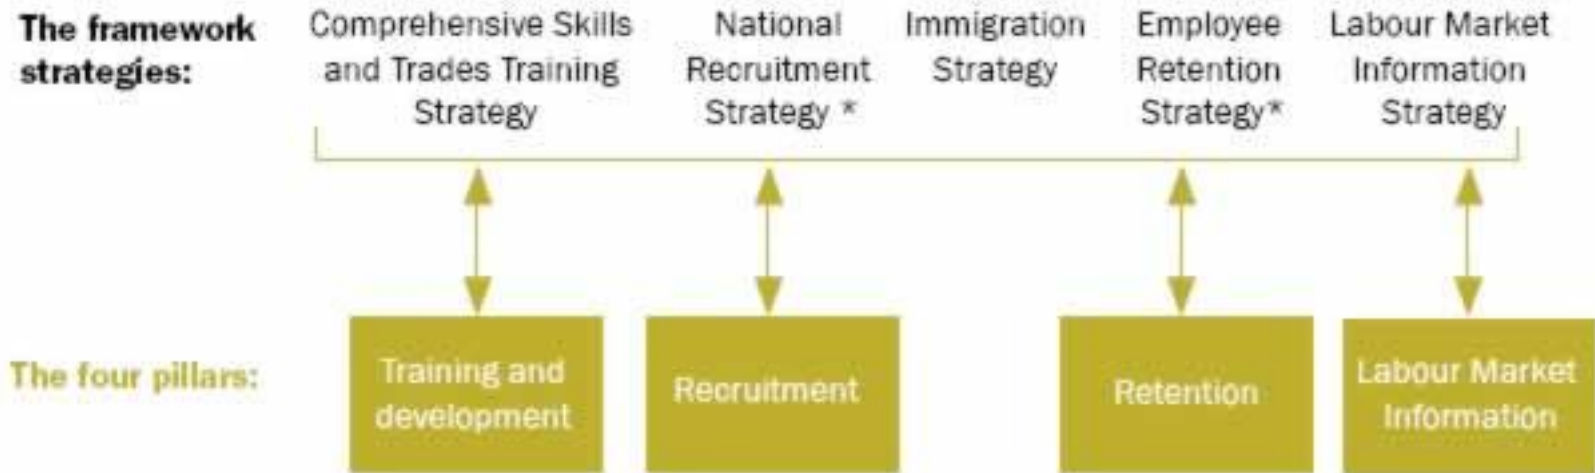 The framework
strategies:
Comprehensive Skills
and Trades Training
Strategy
National
Recruitment
Strategy *
Immigration
Strategy
Employee
Retention
Strategy*
Labour Market
Information
Strategy
The four pillars:
Training and
development
Recruitment
Retention
Labour Market
Information